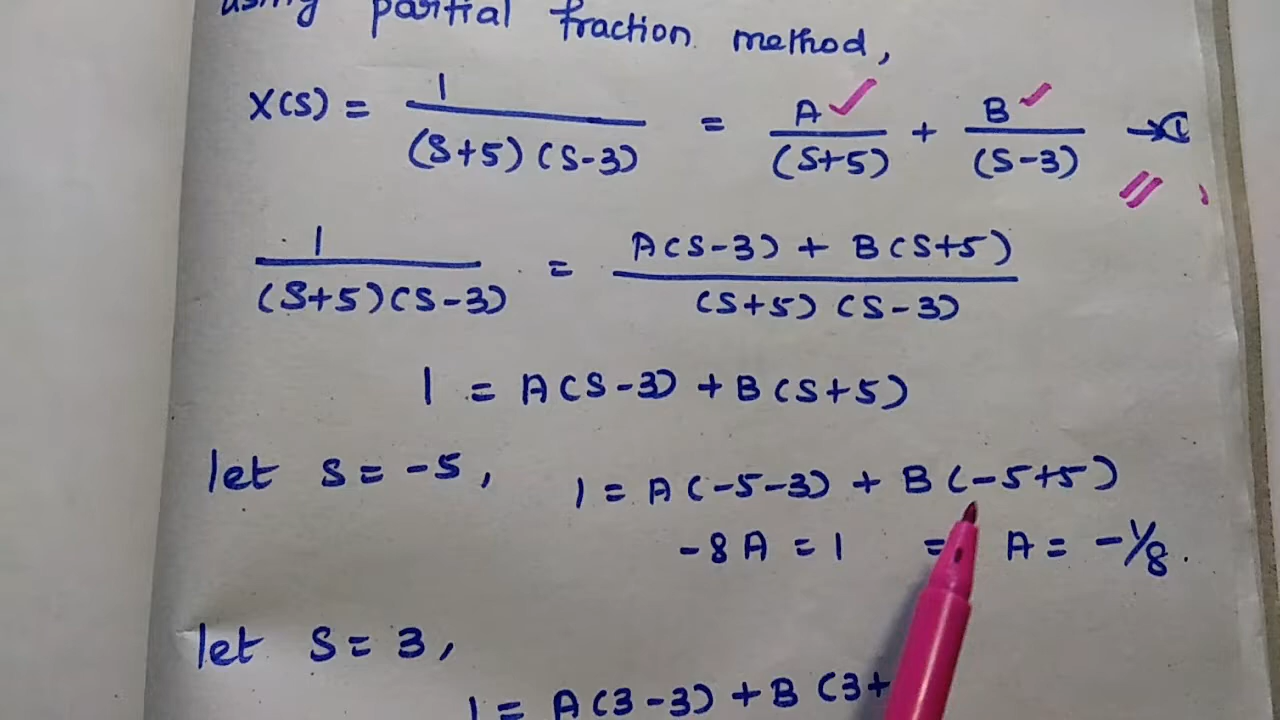 using partial fraction method,
X(S) = 1 / (S+5) (S-3) = A / (S+5) + B / (S-3) →①
1 / (S+5) (S-3) = A(S-3) + B(S+5) / (S+5) (S-3)
1 = A(S-3) + B(S+5)
let S = -5, 1 = A(-5-3) + B(-5+5)
-8A = 1 = A = -1/8.
let S = 3,
1 = A(3-3) + B(3+